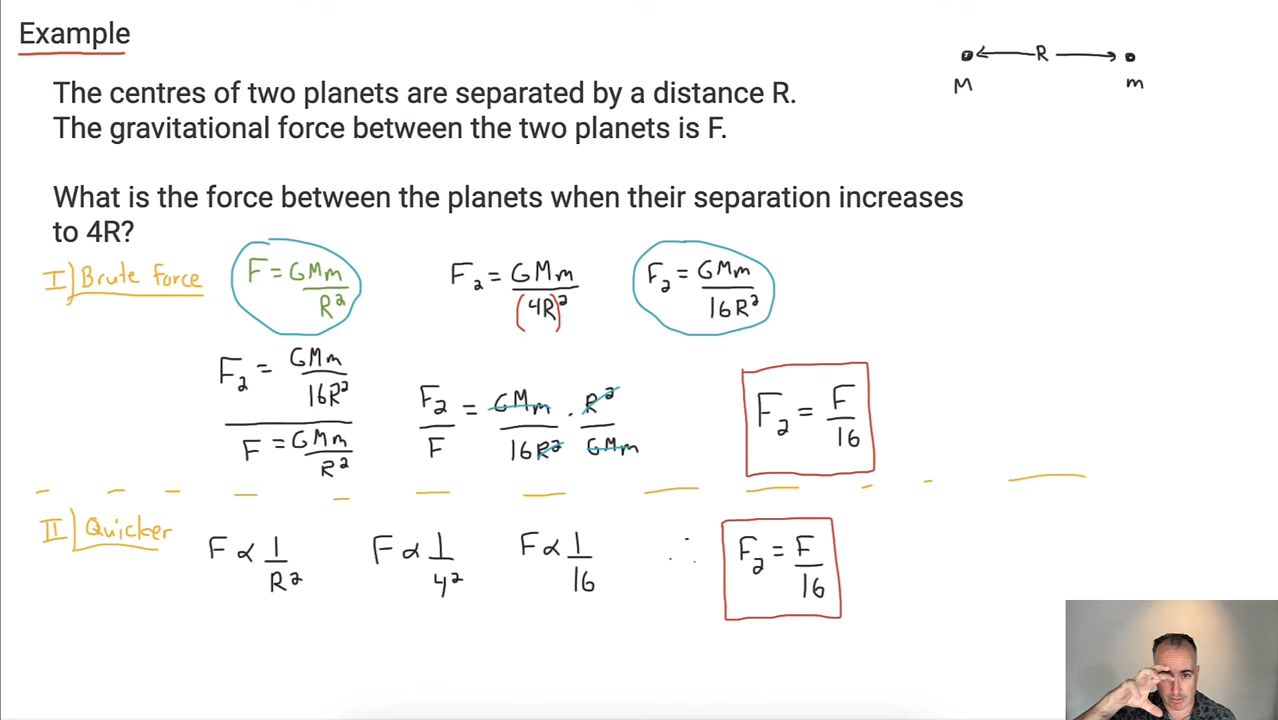 Example
M R m
The centres of two planets are separated by a distance R.
The gravitational force between the two planets is F.
What is the force between the planets when their separation increases
to 4R?
I) Brute Force
F = GMm/R² F₂ = GMm/(4R)² F₂ = GMm/16R²
F₂ = GMm/16R²
F = GMm/R²
F₂/F = GMm/16R² · R²/GMm
F₂ = F/16
II) Quicker
F ∝ 1/R² F ∝ 1/4² F ∝ 1/16 ∴ F₂ = F/16